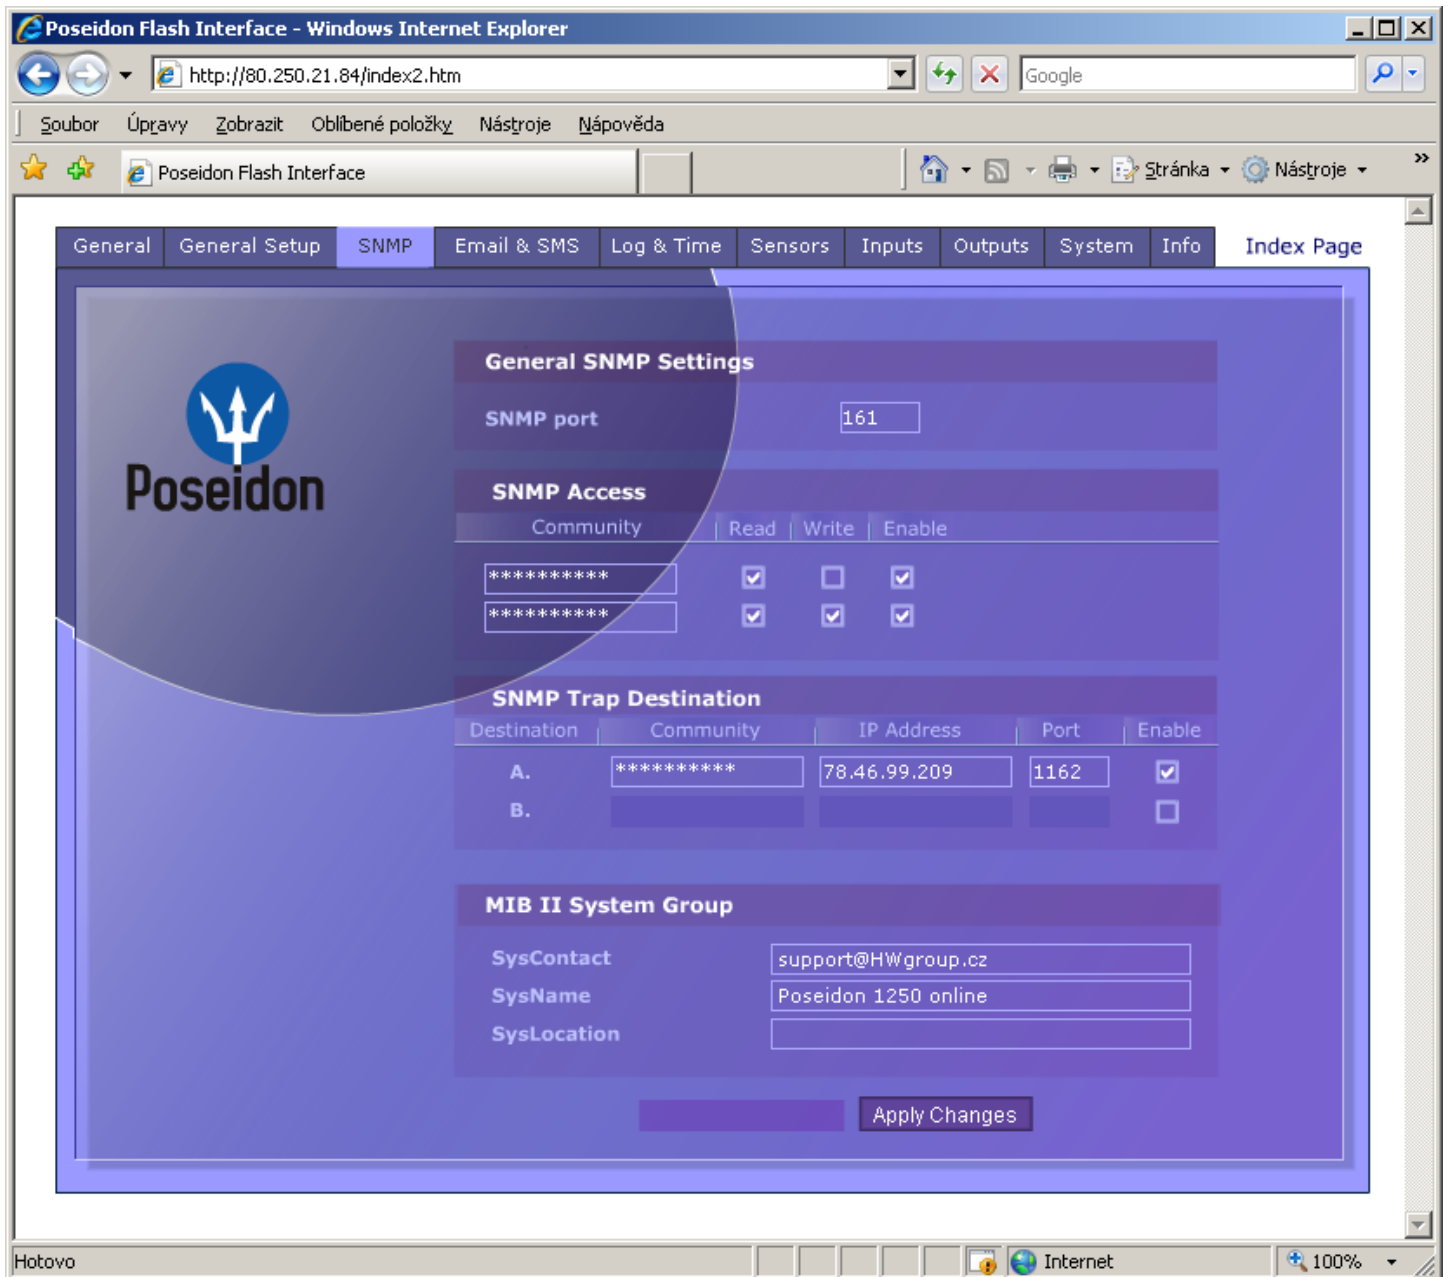 Poseidon Flash Interface - Windows Internet Explorer
http://80.250.21.84/index2.htm Google
Soubor Úpravy Zobrazit Oblíbené položky Nástroje Nápověda
Poseidon Flash Interface Stránka Nástroje »
General General Setup SNMP Email & SMS Log & Time Sensors Inputs Outputs System Info Index Page
Poseidon
General SNMP Settings
SNMP port 161
SNMP Access
Community Read Write Enable
**********
**********
SNMP Trap Destination
Destination Community IP Address Port Enable
A. ********** 78.46.99.209 1162
B.
MIB II System Group
SysContact support@HWgroup.cz
SysName Poseidon 1250 online
SysLocation
Apply Changes
Hotovo Internet 100%